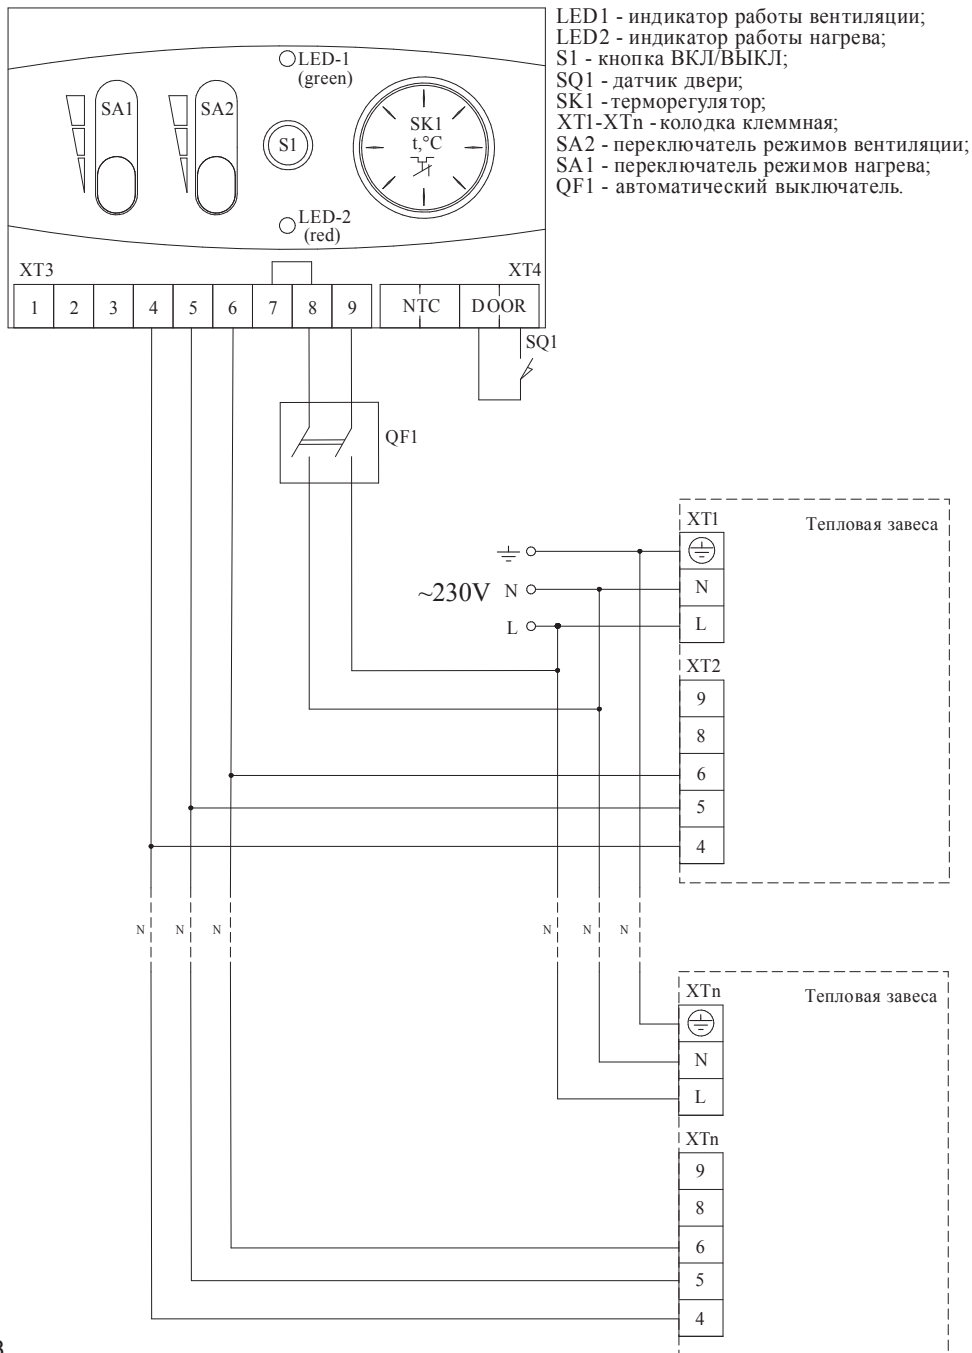 LED1 - индикатор работы вентиляции;
LED2 - индикатор работы нагрева;
S1 - кнопка ВКЛ/ВЫКЛ;
SQ1 - датчик двери;
SK1 - терморегулятор;
XT1-XTn - колодка клеммная;
SA2 - переключатель режимов вентиляции;
SA1 - переключатель режимов нагрева;
QF1 - автоматический выключатель.
LED-1
(green)
SA1
SA2
S1
SK1
t,°C
LED-2
(red)
XT3
XT4
1 2 3 4 5 6 7 8 9 NTC DOOR
SQ1
QF1
XT1
Тепловая завеса
~230V
N
L
N
L
XT2
9
8
6
5
4
N N N N N N
XTn
Тепловая завеса
N
L
XTn
9
8
6
5
4